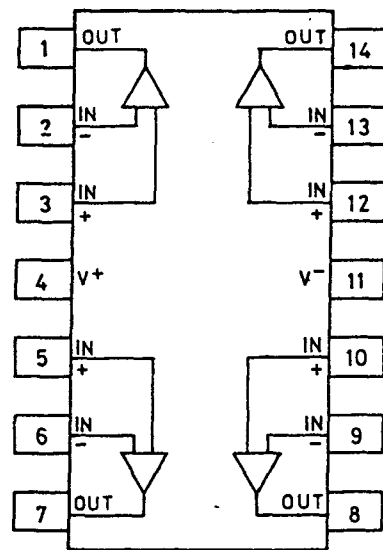 1 OUT OUT 14
2 IN - IN - 13
3 IN + IN + 12
4 V+ V- 11
5 IN + IN + 10
6 IN - IN - 9
7 OUT OUT 8